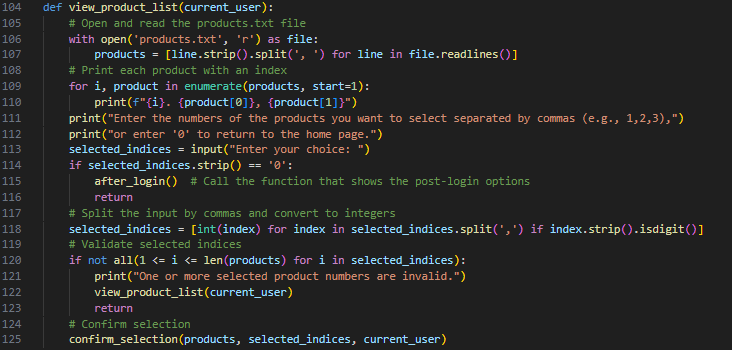 104 def view_product_list(current_user):
105     # Open and read the products.txt file
106     with open('products.txt', 'r') as file:
107         products = [line.strip().split(', ') for line in file.readlines()]
108     # Print each product with an index
109     for i, product in enumerate(products, start=1):
110         print(f"{i}. {product[0]}, {product[1]}")
111     print("Enter the numbers of the products you want to select separated by commas (e.g., 1,2,3),")
112     print("or enter '0' to return to the home page.")
113     selected_indices = input("Enter your choice: ")
114     if selected_indices.strip() == '0':
115         after_login()  # Call the function that shows the post-login options
116         return
117     # Split the input by commas and convert to integers
118     selected_indices = [int(index) for index in selected_indices.split(',') if index.strip().isdigit()]
119     # Validate selected indices
120     if not all(1 <= i <= len(products) for i in selected_indices):
121         print("One or more selected product numbers are invalid.")
122         view_product_list(current_user)
123         return
124     # Confirm selection
125     confirm_selection(products, selected_indices, current_user)